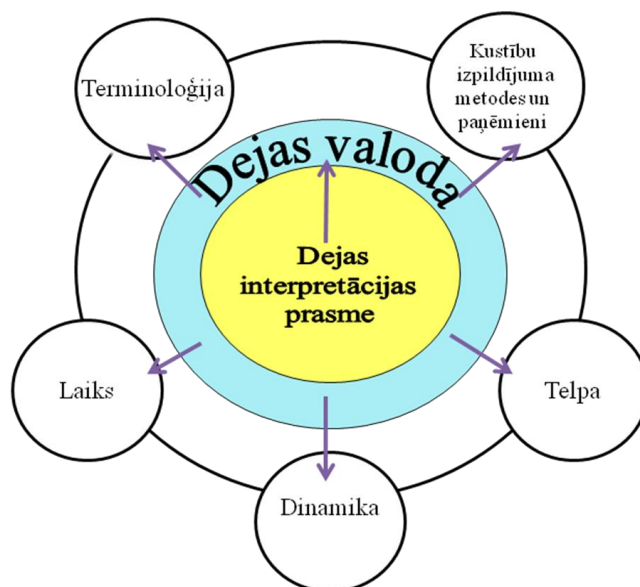 Terminoloģija
Kustību
izpildījuma
metodes un
paņēmieni
Dejas valoda
Dejas
interpretācijas
prasme
Laiks
Telpa
Dinamika